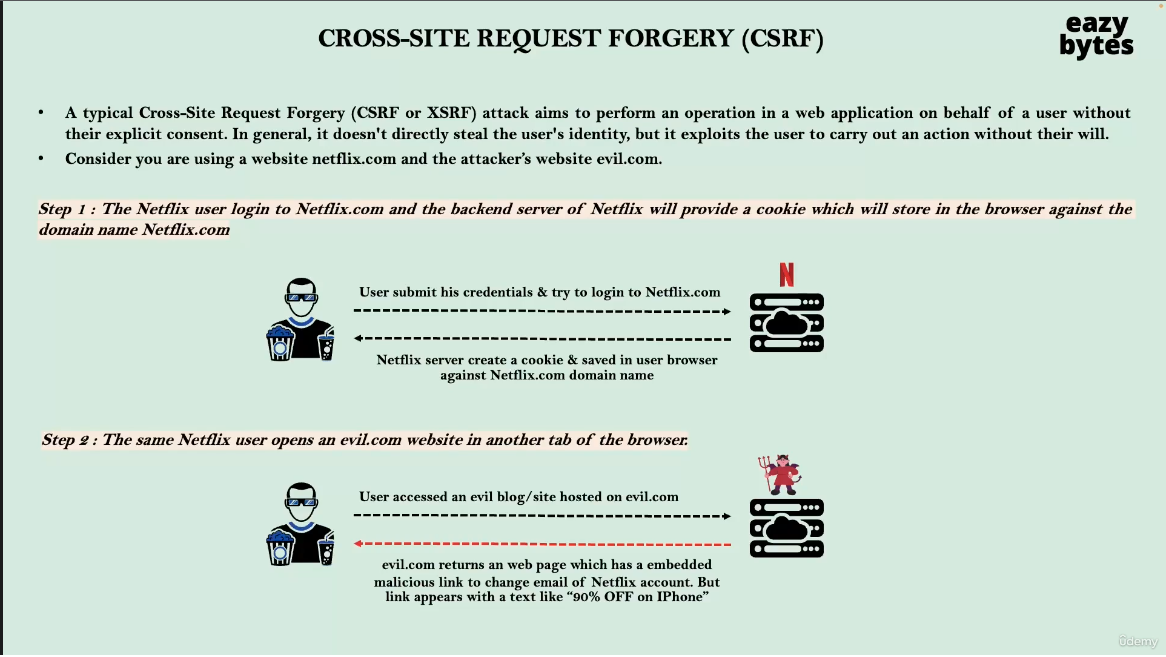 CROSS-SITE REQUEST FORGERY (CSRF)
eazy
bytes
• A typical Cross-Site Request Forgery (CSRF or XSRF) attack aims to perform an operation in a web application on behalf of a user without
their explicit consent. In general, it doesn't directly steal the user's identity, but it exploits the user to carry out an action without their will.
• Consider you are using a website netflix.com and the attacker's website evil.com.
Step 1 : The Netflix user login to Netflix.com and the backend server of Netflix will provide a cookie which will store in the browser against the
domain name Netflix.com
N
User submit his credentials & try to login to Netflix.com
Netflix server create a cookie & saved in user browser
against Netflix.com domain name
Step 2 : The same Netflix user opens an evil.com website in another tab of the browser.
User accessed an evil blog/site hosted on evil.com
evil.com returns an web page which has a embedded
malicious link to change email of Netflix account. But
link appears with a text like “90% OFF on IPhone”
ûdemy